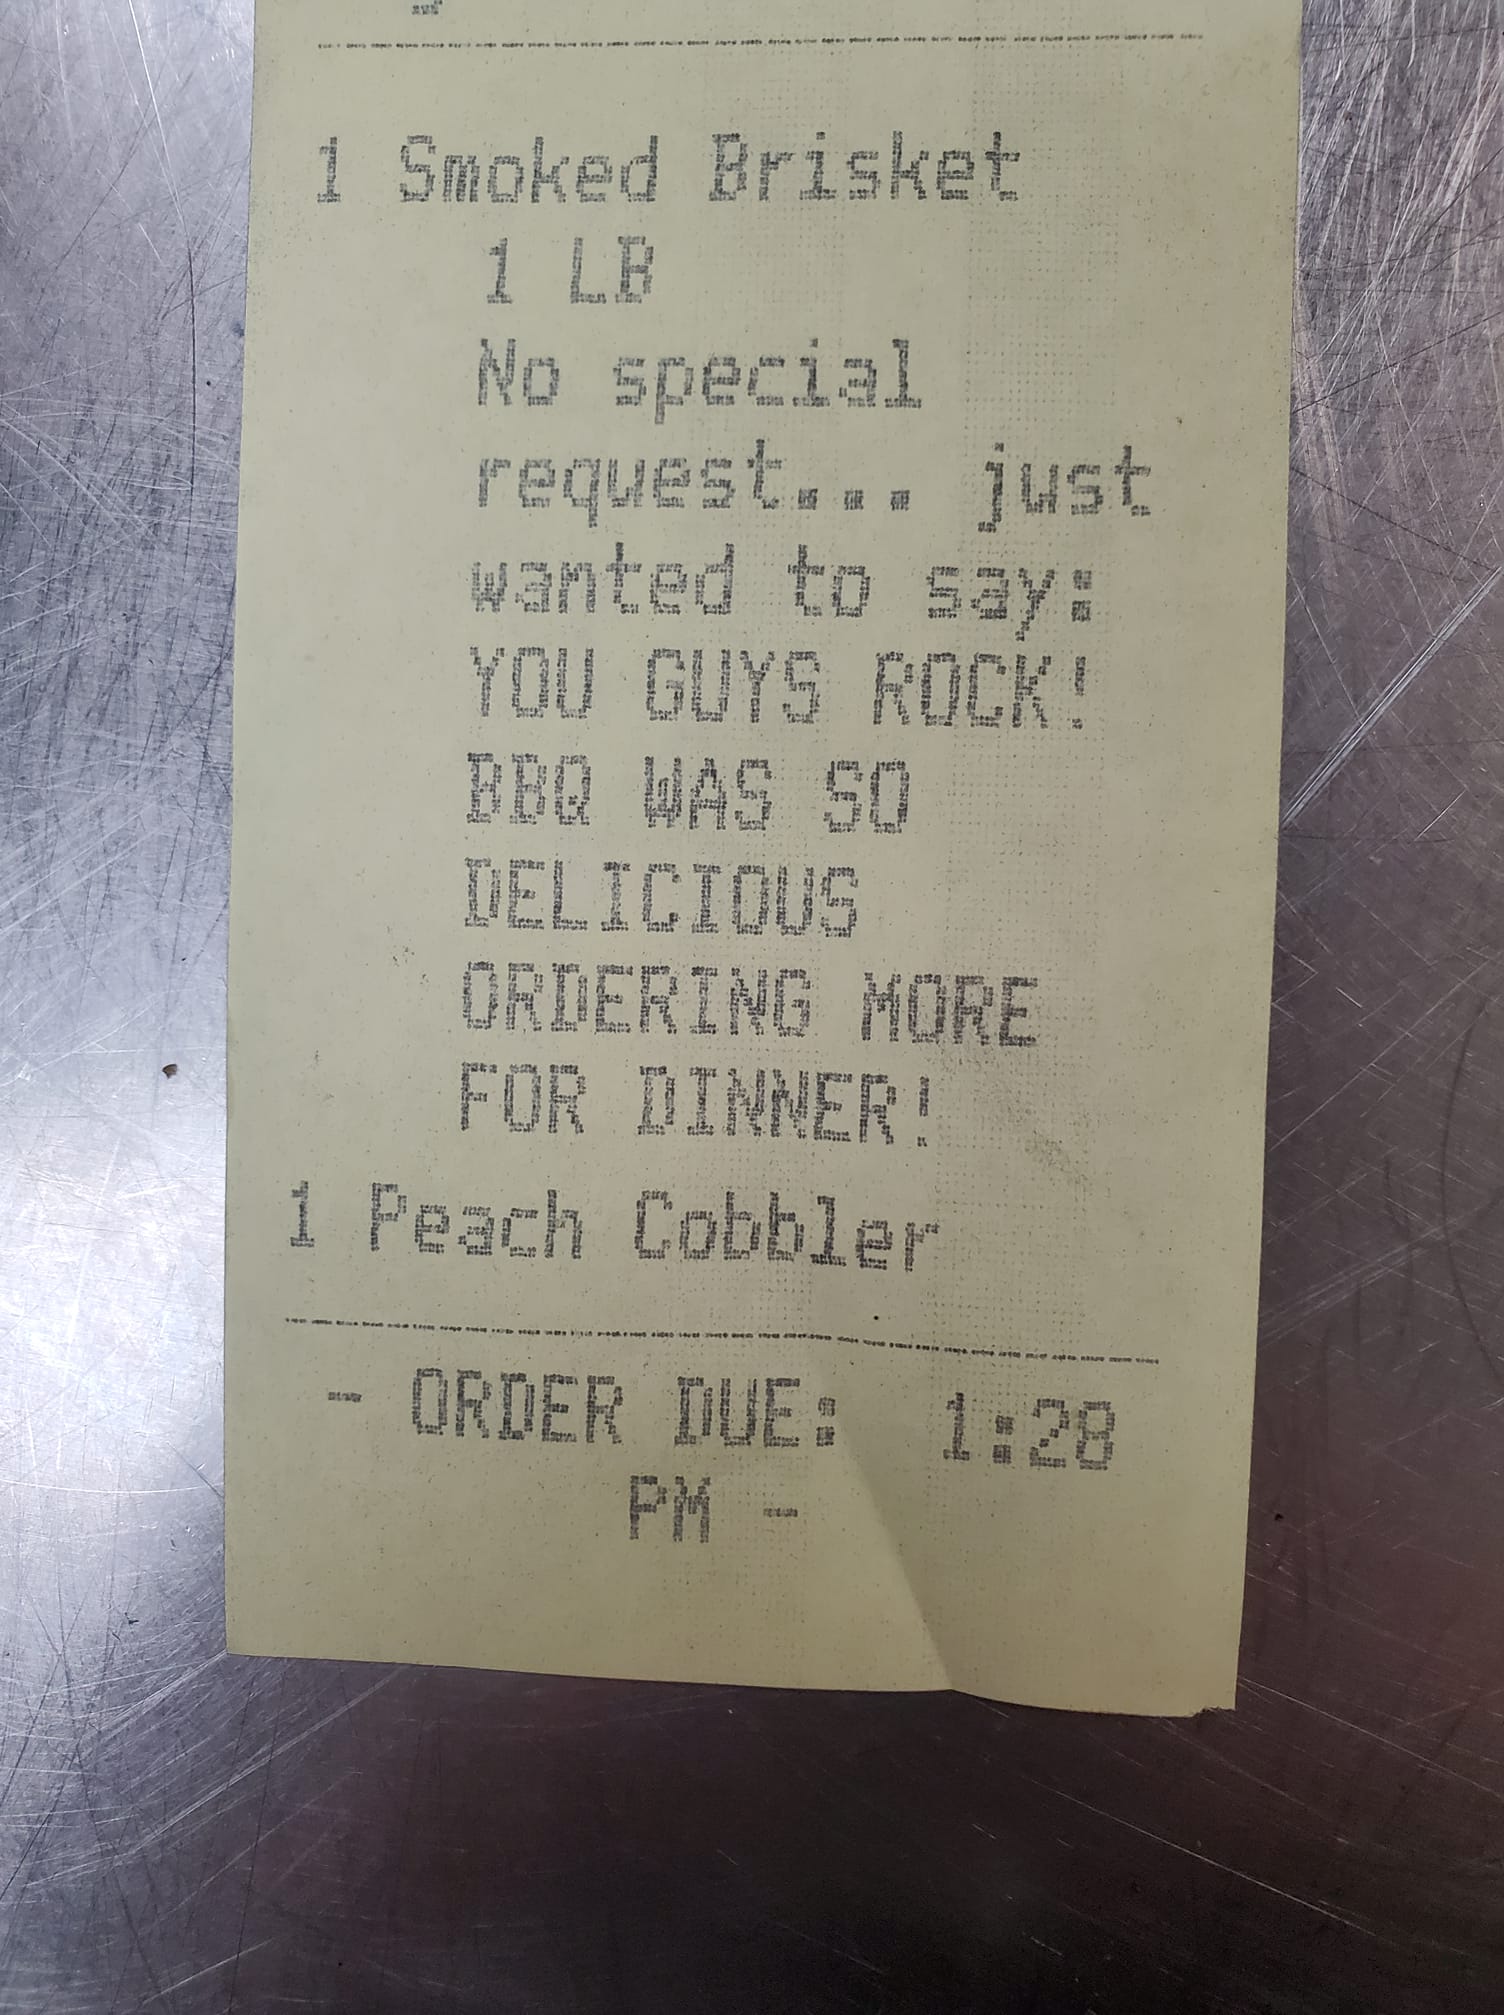 1 Smoked Brisket
1 LB
No special
request... just
wanted to say:
YOU GUYS ROCK!
BBQ WAS SO
DELICIOUS
ORDERING MORE
FOR DINNER!
1 Peach Cobbler
- ORDER DUE: 1:28
PM -